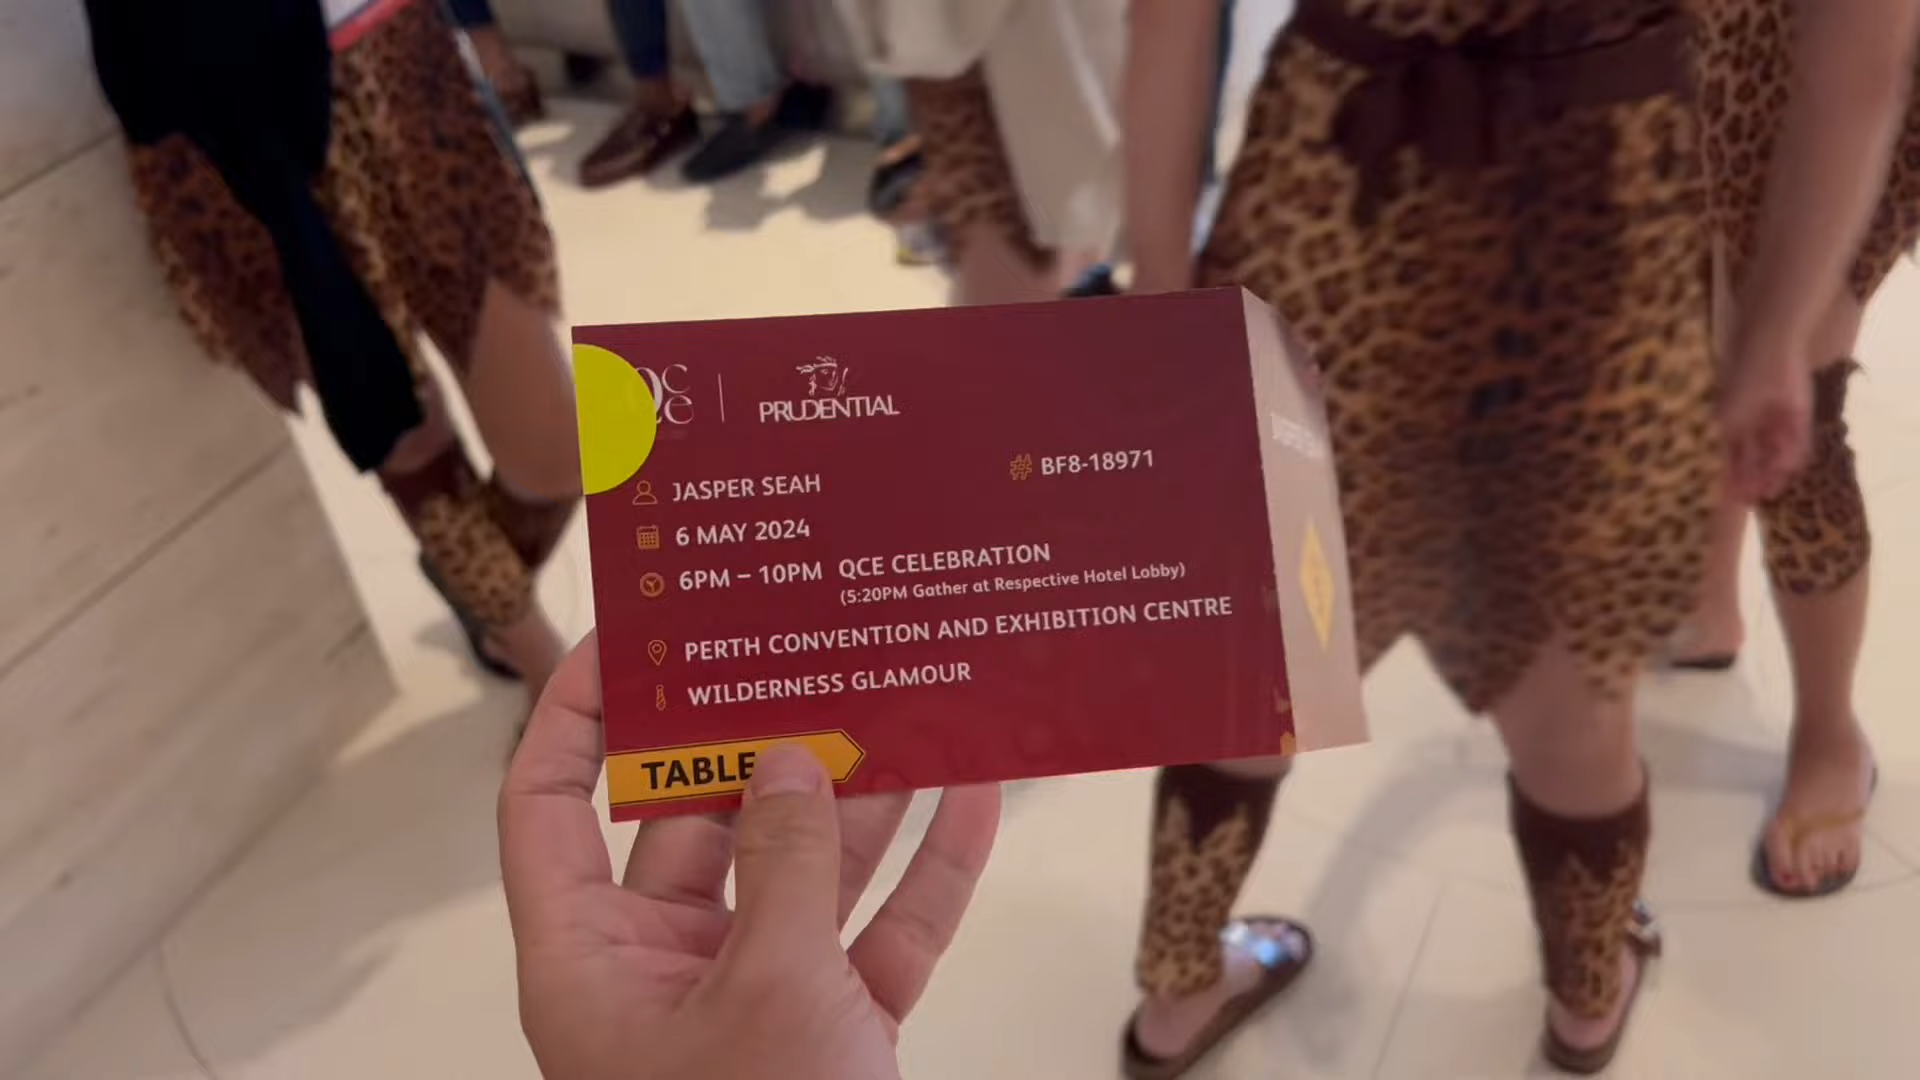 QCe
PRUDENTIAL
JASPER SEAH
# BF8-18971
6 MAY 2024
6PM – 10PM QCE CELEBRATION
(5:20PM Gather at Respective Hotel Lobby)
PERTH CONVENTION AND EXHIBITION CENTRE
WILDERNESS GLAMOUR
TABLE